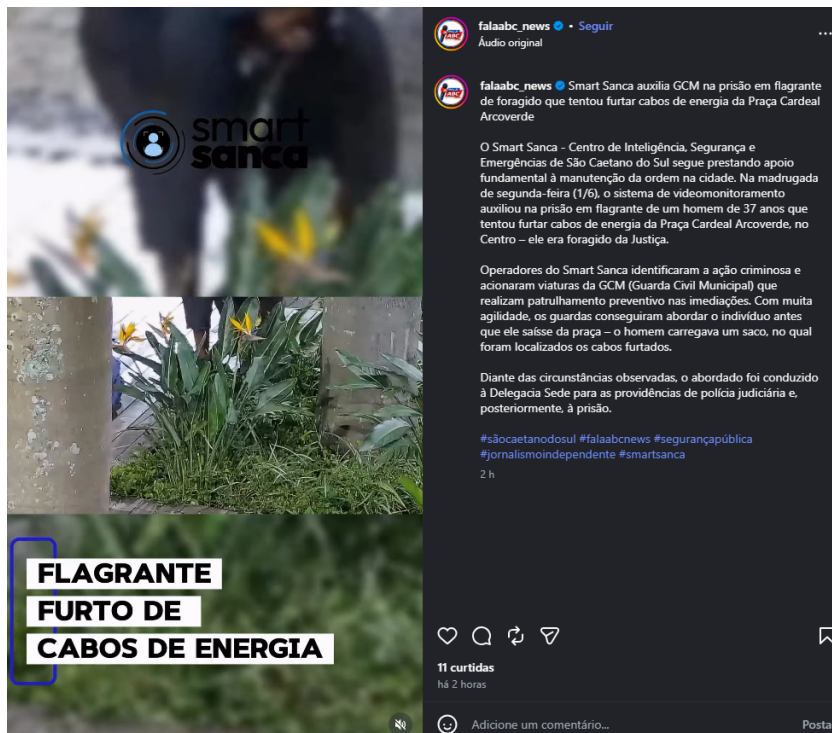 smart
sanca
FLAGRANTE
FURTO DE
CABOS DE ENERGIA
falaabc_news • Seguir
Áudio original
falaabc_news Smart Sanca auxilia GCM na prisão em flagrante
de foragido que tentou furtar cabos de energia da Praça Cardeal
Arcoverde
O Smart Sanca - Centro de Inteligência, Segurança e
Emergências de São Caetano do Sul segue prestando apoio
fundamental à manutenção da ordem na cidade. Na madrugada
de segunda-feira (1/6), o sistema de videomonitoramento
auxiliou na prisão em flagrante de um homem de 37 anos que
tentou furtar cabos de energia da Praça Cardeal Arcoverde, no
Centro – ele era foragido da Justiça.
Operadores do Smart Sanca identificaram a ação criminosa e
acionaram viaturas da GCM (Guarda Civil Municipal) que
realizam patrulhamento preventivo nas imediações. Com muita
agilidade, os guardas conseguiram abordar o indivíduo antes
que ele saísse da praça – o homem carregava um saco, no qual
foram localizados os cabos furtados.
Diante das circunstâncias observadas, o abordado foi conduzido
à Delegacia Sede para as providências de polícia judiciária e,
posteriormente, à prisão.
#sãocaetanodosul #falaabcnews #segurançapública
#jornalismoindependente #smartsanca
2 h
11 curtidas
há 2 horas
Adicione um comentário...
Posta